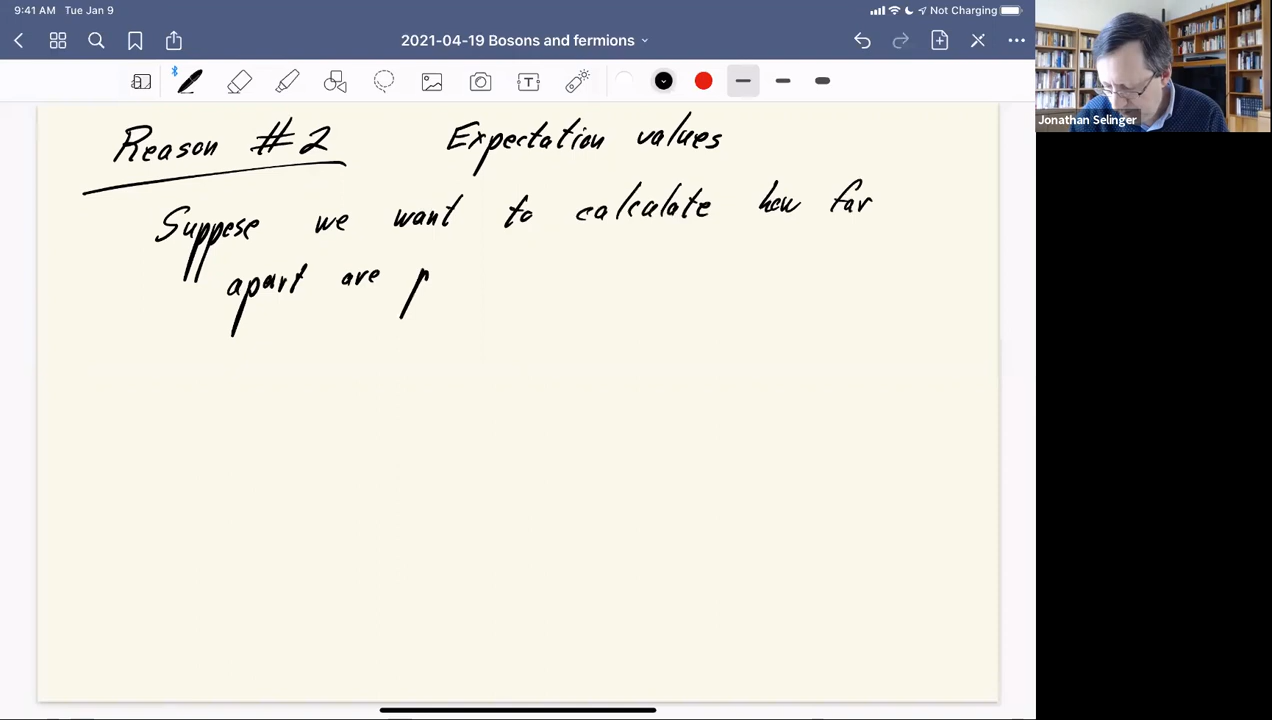 9:41 AM Tue Jan 9
Not Charging
2021-04-19 Bosons and fermions
T
Jonathan Selinger
Reason #2 Expectation values
Suppose we want to calculate how far
apart are p